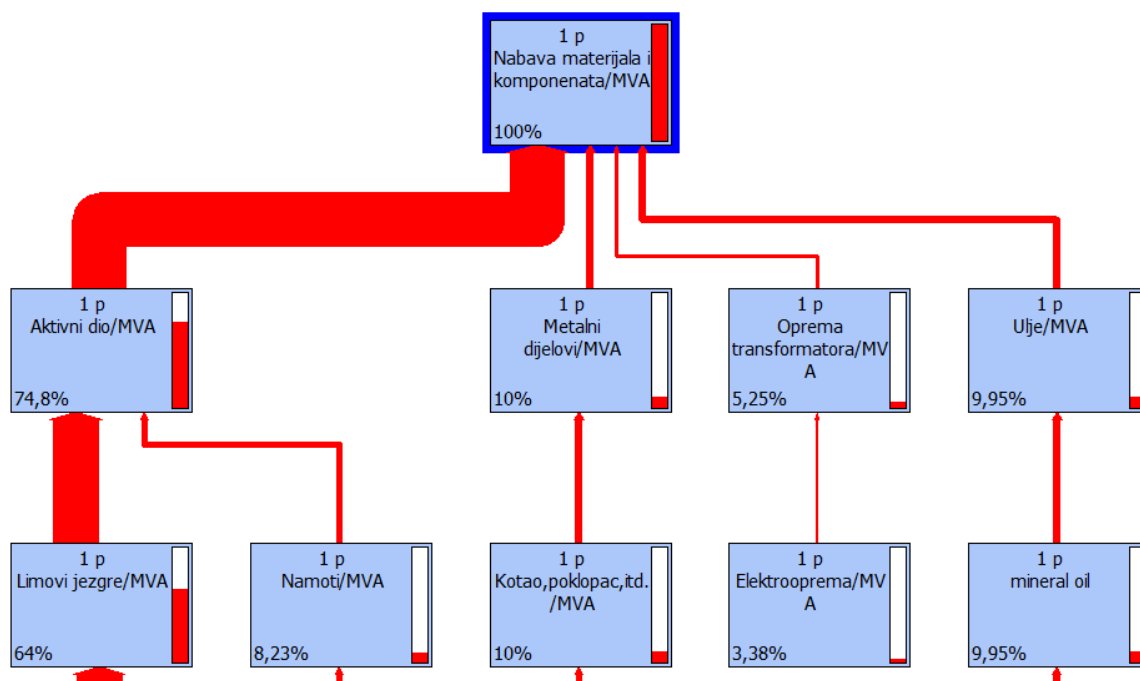 1 p
Nabava materijala i
komponenata/MVA
100%
1 p
Aktivni dio/MVA
74,8%
1 p
Metalni
dijelovi/MVA
10%
1 p
Oprema
transformatora/MV
A
5,25%
1 p
Ulje/MVA
9,95%
1 p
Limovi jezgre/MVA
64%
1 p
Namoti/MVA
8,23%
1 p
Kotao,poklopac,itd.
/MVA
10%
1 p
Elektrooprema/MV
A
3,38%
1 p
mineral oil
9,95%